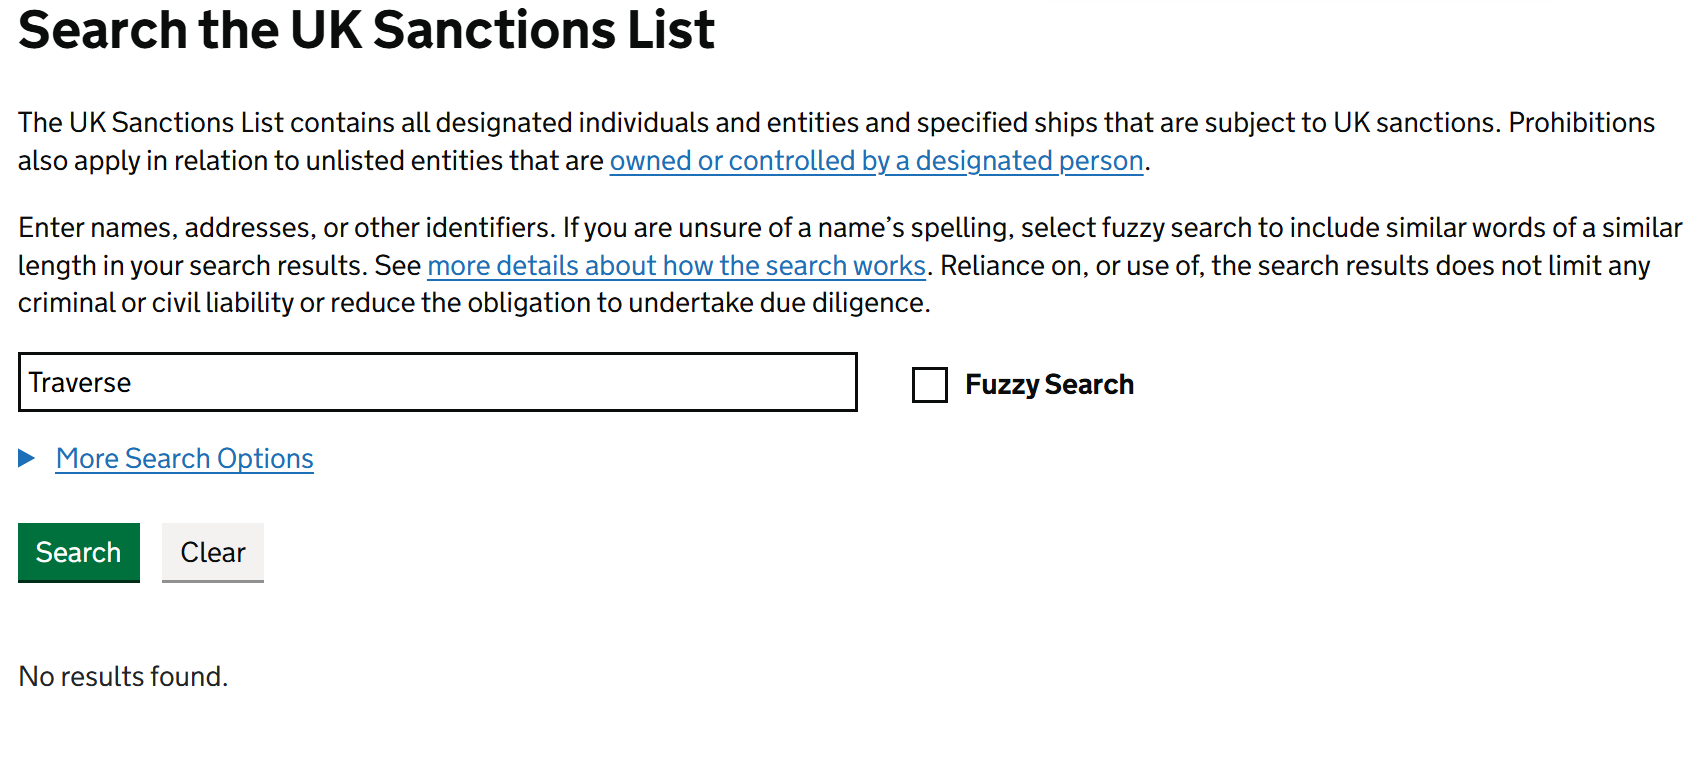 Search the UK Sanctions List
The UK Sanctions List contains all designated individuals and entities and specified ships that are subject to UK sanctions. Prohibitions
also apply in relation to unlisted entities that are owned or controlled by a designated person.
Enter names, addresses, or other identifiers. If you are unsure of a name’s spelling, select fuzzy search to include similar words of a similar
length in your search results. See more details about how the search works. Reliance on, or use of, the search results does not limit any
criminal or civil liability or reduce the obligation to undertake due diligence.
Traverse
Fuzzy Search
More Search Options
Search
Clear
No results found.